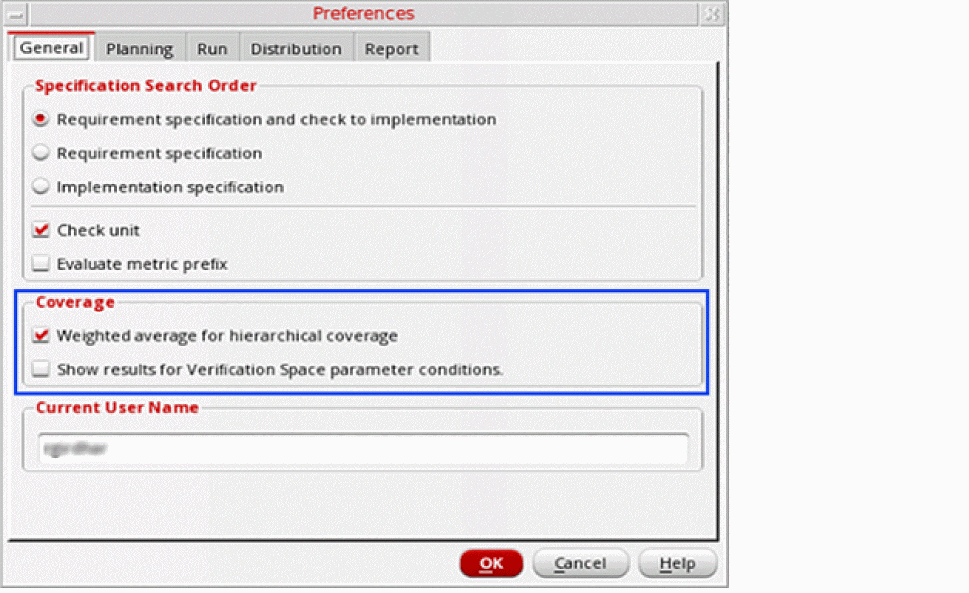 Preferences
General Planning Run Distribution Report
Specification Search Order
Requirement specification and check to implementation
Requirement specification
Implementation specification
Check unit
Evaluate metric prefix
Coverage
Weighted average for hierarchical coverage
Show results for Verification Space parameter conditions.
Current User Name
OK Cancel Help